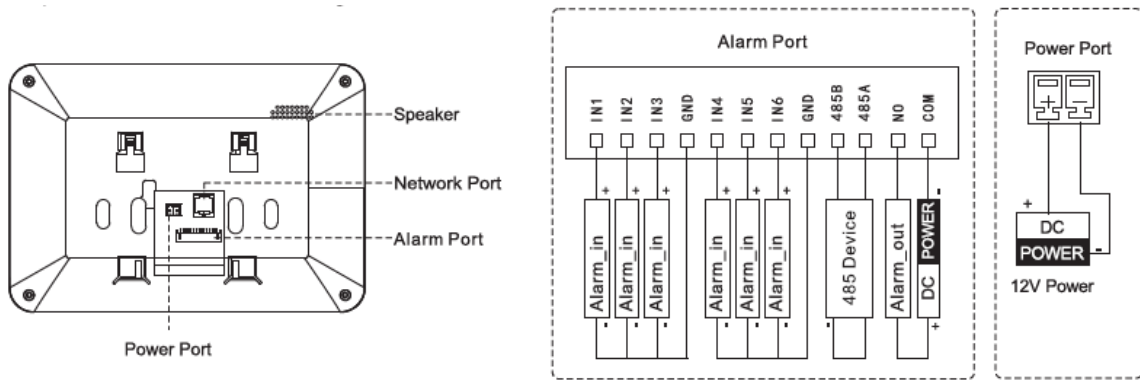 Speaker
Network Port
Alarm Port
Power Port
Alarm Port
IN1 IN2 IN3 GND IN4 IN5 IN6 GND 485B 485A NO COM
+ + + + + + -
Alarm_in Alarm_in Alarm_in Alarm_in Alarm_in Alarm_in 485 Device Alarm_out DC POWER
- - - - - - - - +
Power Port
+ -
+
DC
POWER -
12V Power